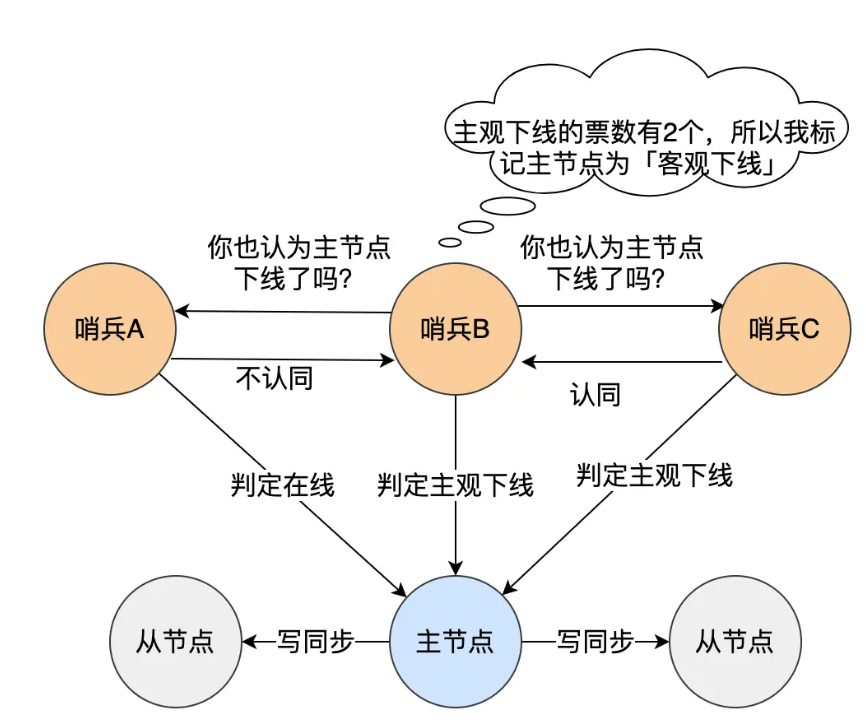 主观下线的票数有2个，所以我标
记主节点为「客观下线」
你也认为主节点
下线了吗？
你也认为主节点
下线了吗？
哨兵A
哨兵B
哨兵C
不认同
认同
判定在线
判定主观下线
判定主观下线
从节点
写同步
主节点
写同步
从节点